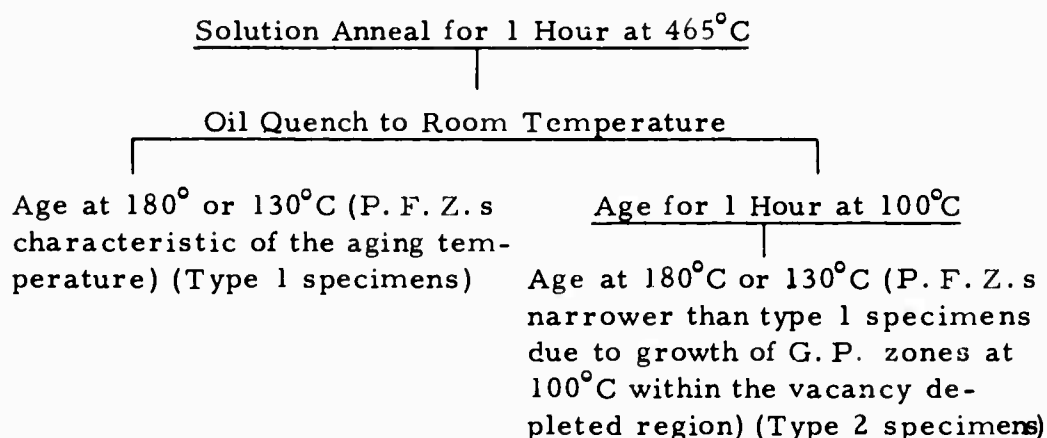 Solution Anneal for 1 Hour at 465°C
Oil Quench to Room Temperature
Age at 180° or 130°C (P. F. Z. s
characteristic of the aging tem-
perature) (Type 1 specimens)
Age for 1 Hour at 100°C
Age at 180°C or 130°C (P. F. Z. s
narrower than type 1 specimens
due to growth of G. P. zones at
100°C within the vacancy de-
pleted region) (Type 2 specimens)